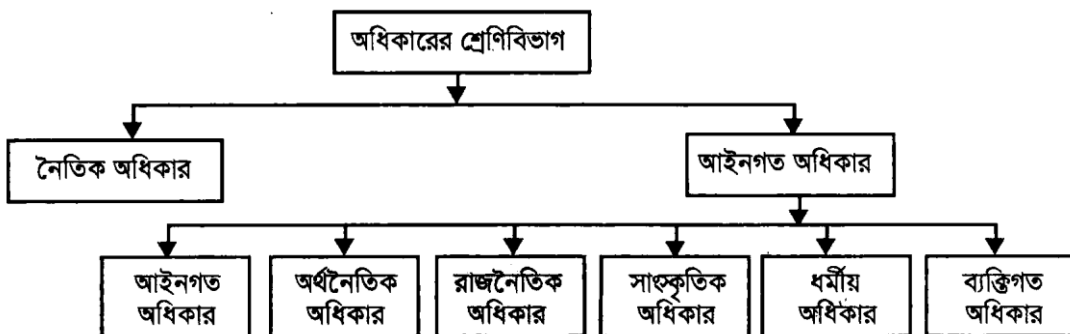 অধিকারের শ্রেণিবিভাগ
নৈতিক অধিকার
আইনগত অধিকার
আইনগত
অধিকার
অর্থনৈতিক
অধিকার
রাজনৈতিক
অধিকার
সাংস্কৃতিক
অধিকার
ধর্মীয়
অধিকার
ব্যক্তিগত
অধিকার